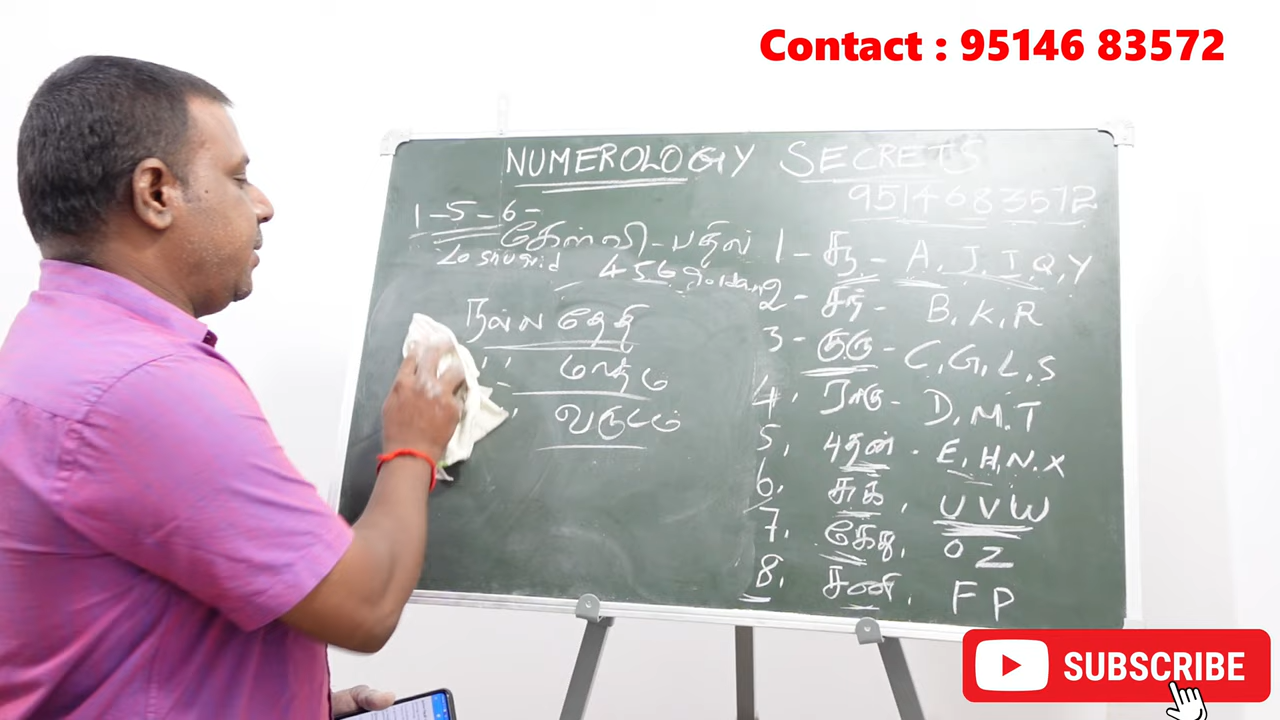 Contact : 95146 83572
NUMEROLOGY SECRETS
9514683572
1-5-6-
கேள்வி-பதில்
456
நல்ல தேதி
" மாதம்
" வருடம்
1 - சூரி - A, J, I, Q, Y
2 - சந் - B, K, R
3 - குரு - C, G, L, S
4, ராகு - D, M, T
5, புதன் - E, H, N, X
6, சுக், U V W
7, கேது, O Z
8, சனி, F P
SUBSCRIBE